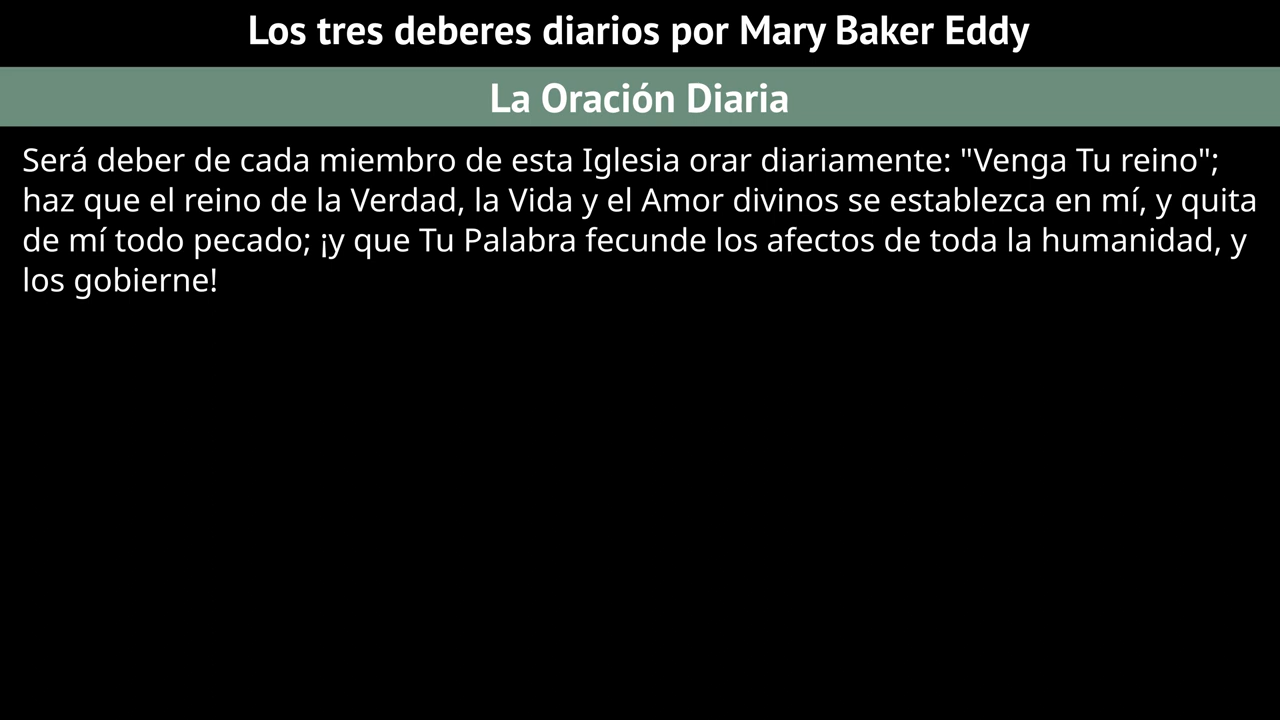 Los tres deberes diarios por Mary Baker Eddy
La Oración Diaria
Será deber de cada miembro de esta Iglesia orar diariamente: "Venga Tu reino";
haz que el reino de la Verdad, la Vida y el Amor divinos se establezca en mí, y quita
de mí todo pecado; ¡y que Tu Palabra fecunde los afectos de toda la humanidad, y
los gobierne!